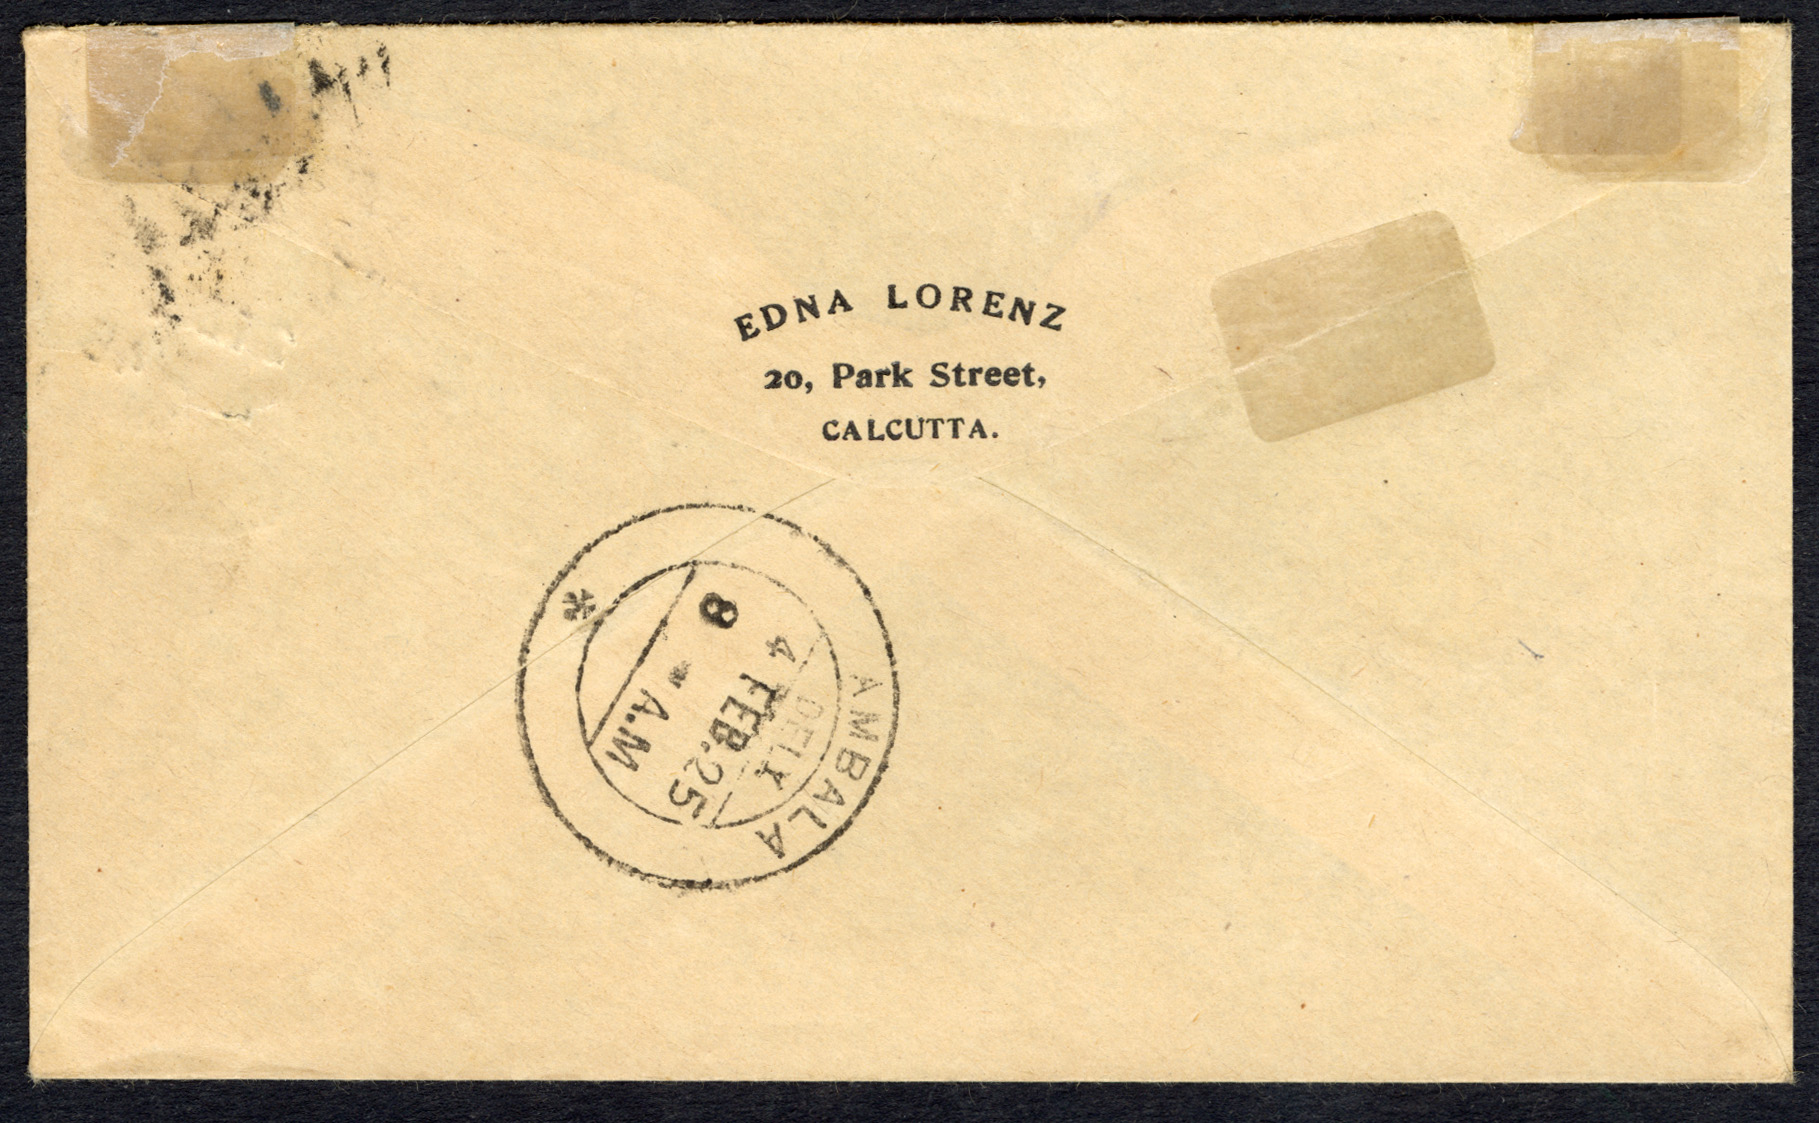 EDNA LORENZ
20, Park Street,
CALCUTTA.
AMBALA
DELY
4 FEB.25
8 A.M
*